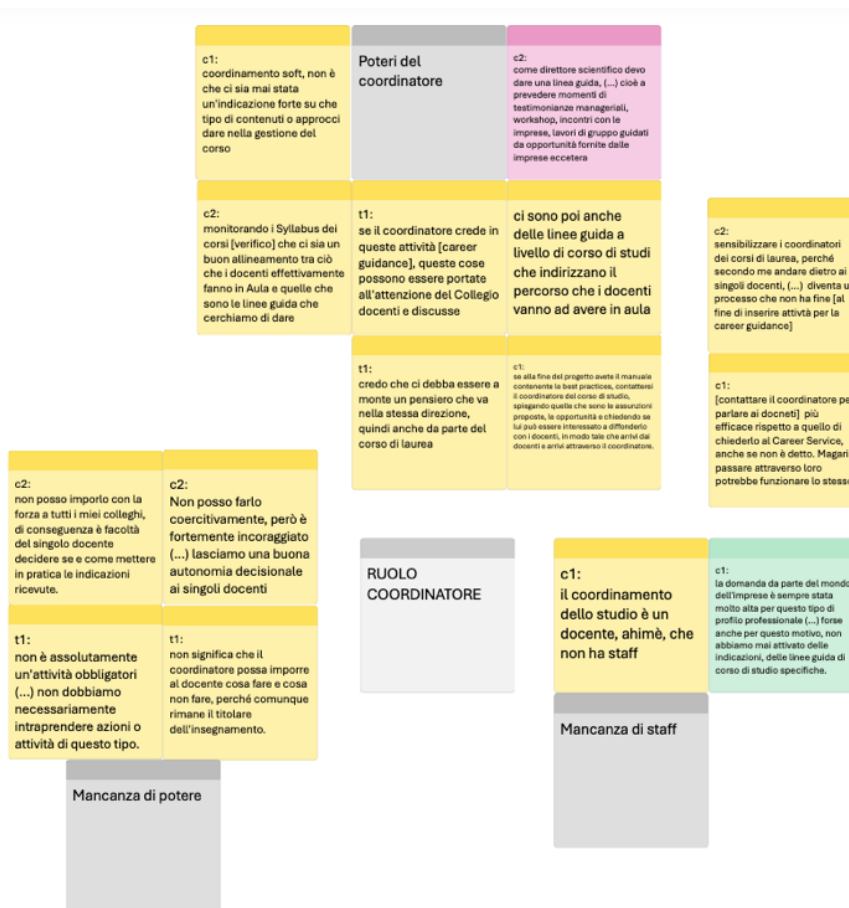 c1:
coordinamento soft, non è
che ci sia mai stata
un'indicazione forte su che
tipo di contenuti o approcci
dare nella gestione del
corso
Poteri del
coordinatore
c2:
come direttore scientifico devo
dare una linea guida, (...) cioè a
prevedere momenti di
testimonianze manageriali,
workshop, incontri con le
imprese, lavori di gruppo guidati
da opportunità fornite dalle
imprese eccetera
c2:
monitorando i Syllabus dei
corsi [verifico] che ci sia un
buon allineamento tra ciò
che i docenti effettivamente
fanno in Aula e quelle che
sono le linee guida che
cerchiamo di dare
t1:
se il coordinatore crede in
queste attività [career
guidance], queste cose
possono essere portate
all'attenzione del Collegio
docenti e discusse
ci sono poi anche
delle linee guida a
livello di corso di studi
che indirizzano il
percorso che i docenti
vanno ad avere in aula
c2:
sensibilizzare i coordinatori
dei corsi di laurea, perché
secondo me andare dietro ai
singoli docenti, (...) diventa u
processo che non ha fine [al
fine di inserire attivtà per la
career guidance]
t1:
credo che ci debba essere a
monte un pensiero che va
nella stessa direzione,
quindi anche da parte del
corso di laurea
c1:
se alla fine del progetto avete il manuale
contenente le best practices, contattersi
il coordinatore del corso di studio,
spiegando quelle che sono le assunzioni
proposte, le opportunità e chiedendo se
lui può essere interessato a diffonderlo
con i docenti, in modo tale che arrivi dai
docenti e arrivi attraverso il coordinatore.
c1:
[contattare il coordinatore pe
parlare ai docneti] più
efficace rispetto a quello di
chiederlo al Career Service,
anche se non è detto. Magari
passare attraverso loro
potrebbe funzionare lo stesso
c2:
non posso imporlo con la
forza a tutti i miei colleghi,
di conseguenza è facoltà
del singolo docente
decidere se e come mettere
in pratica le indicazioni
ricevute.
c2:
Non posso farlo
coercitivamente, però è
fortemente incoraggiato
(...) lasciamo una buona
autonomia decisionale
ai singoli docenti
RUOLO
COORDINATORE
c1:
il coordinamento
dello studio è un
docente, ahimè, che
non ha staff
c1:
la domanda da parte del mondo
dell'imprese è sempre stata
molto alta per questo tipo di
profilo professionale (...) forse
anche per questo motivo, non
abbiamo mai attivato delle
indicazioni, delle linee guida di
corso di studio specifiche.
t1:
non è assolutamente
un'attività obbligatori
(...) non dobbiamo
necessariamente
intraprendere azioni o
attività di questo tipo.
t1:
non significa che il
coordinatore possa imporre
al docente cosa fare e cosa
non fare, perché comunque
rimane il titolare
dell'insegnamento.
Mancanza di staff
Mancanza di potere